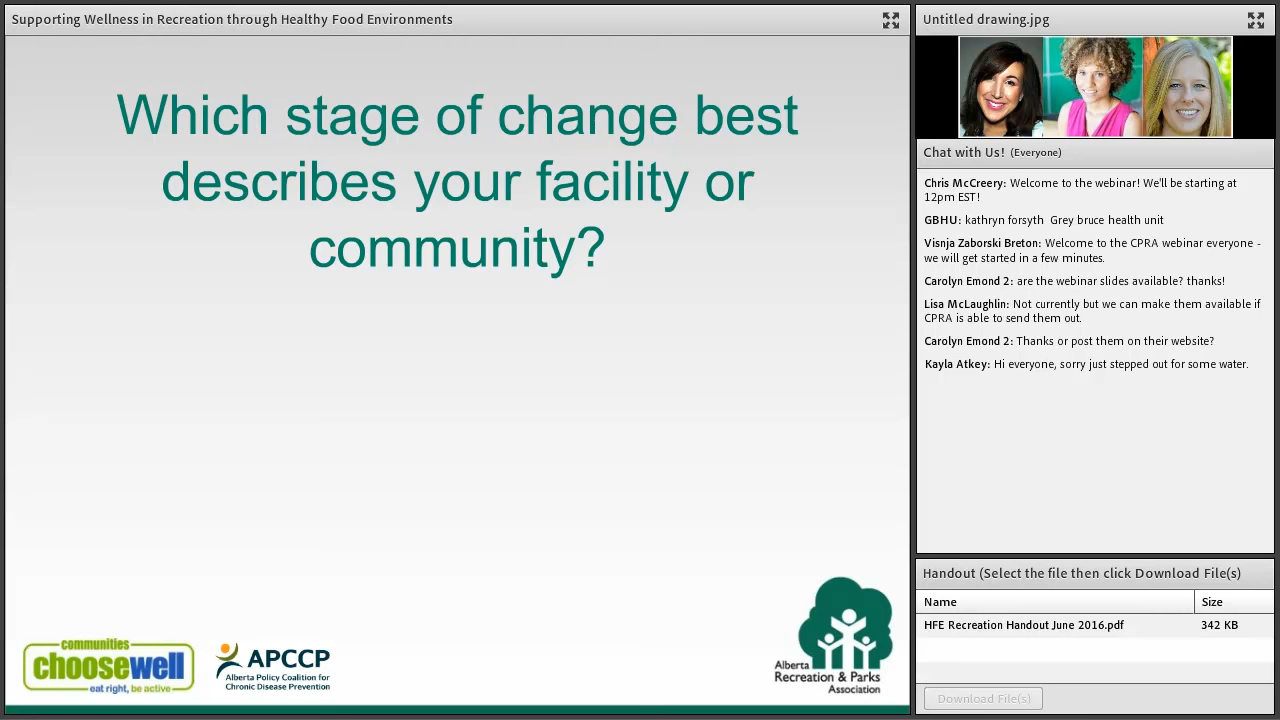 Supporting Wellness in Recreation through Healthy Food Environments
Which stage of change best
describes your facility or
community?
communities
choosewell
eat right, be active
APCCP
Alberta Policy Coalition for
Chronic Disease Prevention
Alberta
Recreation & Parks
Association
Untitled drawing.jpg
Chat with Us! (Everyone)
Chris McCreery: Welcome to the webinar! We'll be starting at
12pm EST!
GBHU: kathryn forsyth Grey bruce health unit
Visnja Zaborski Breton: Welcome to the CPRA webinar everyone -
we will get started in a few minutes.
Carolyn Emond 2: are the webinar slides available? thanks!
Lisa McLaughlin: Not currently but we can make them available if
CPRA is able to send them out.
Carolyn Emond 2: Thanks or post them on their website?
Kayla Atkey: Hi everyone, sorry just stepped out for some water.
Handout (Select the file then click Download File(s)
Name Size
HFE Recreation Handout June 2016.pdf 342 KB
Download File(s)